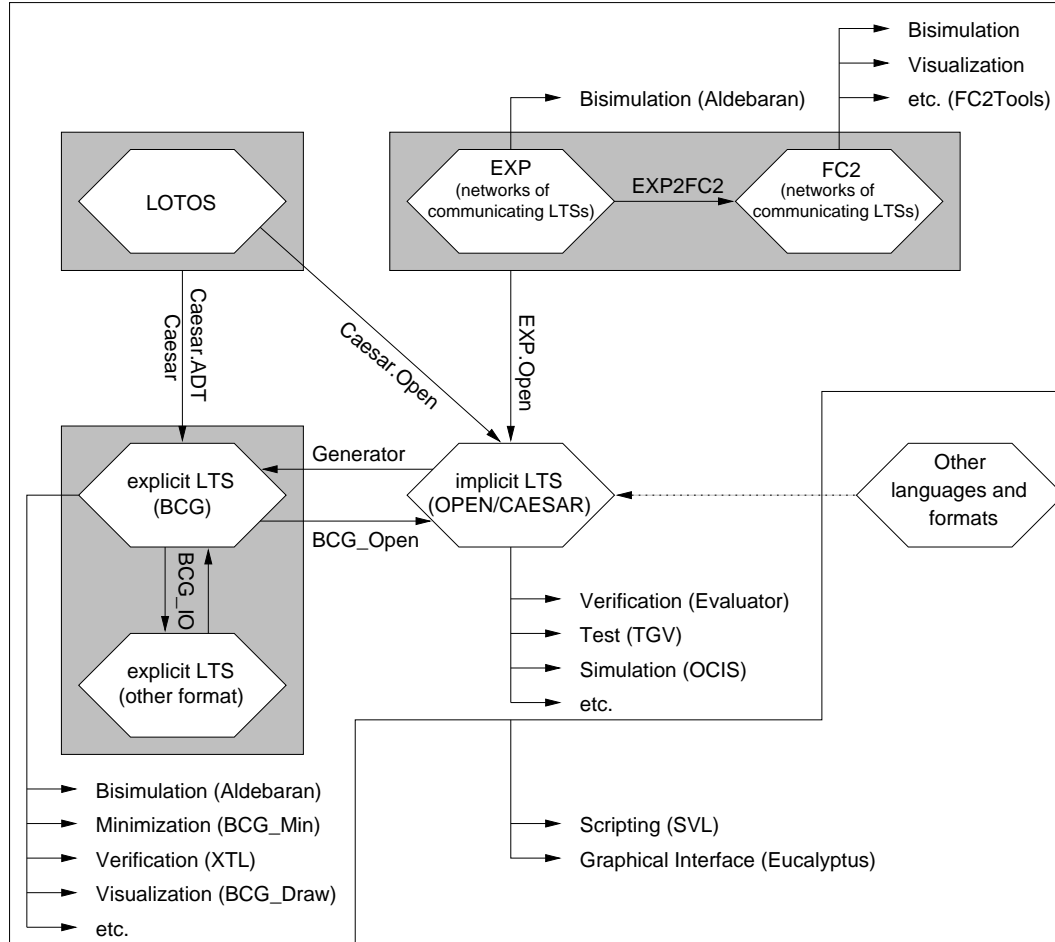 Bisimulation
Visualization
etc. (FC2Tools)
Bisimulation (Aldebaran)
LOTOS
EXP
(networks of
communicating LTSs)
EXP2FC2
FC2
(networks of
communicating LTSs)
Caesar.ADT
Caesar
Caesar.Open
EXP.Open
explicit LTS
(BCG)
Generator
BCG_Open
implicit LTS
(OPEN/CAESAR)
Other
languages and
formats
BCG_IO
explicit LTS
(other format)
Verification (Evaluator)
Test (TGV)
Simulation (OCIS)
etc.
Bisimulation (Aldebaran)
Minimization (BCG_Min)
Verification (XTL)
Visualization (BCG_Draw)
etc.
Scripting (SVL)
Graphical Interface (Eucalyptus)